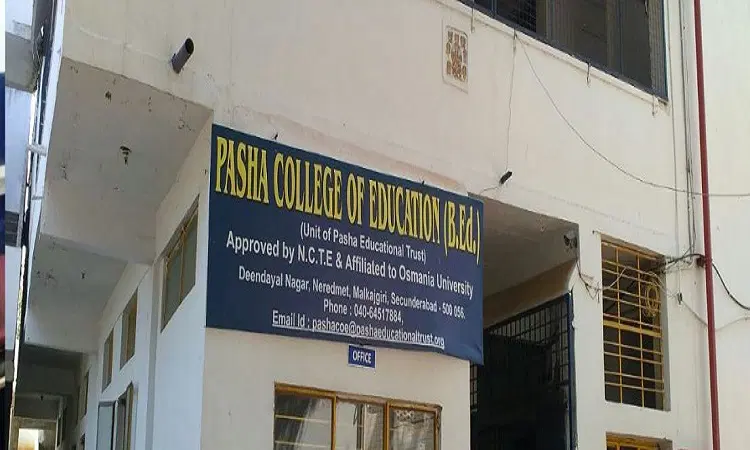 PASHA COLLEGE OF EDUCATION (B.Ed.)
(Unit of Pasha Educational Trust)
Approved by N.C.T.E & Affiliated to Osmania University
Deendayal Nagar, Neredmet, Malkajgiri, Secunderabad - 500 056.
Phone : 040-64517884,
Email Id : pashacoe@pashaeducationaltrust.org
OFFICE